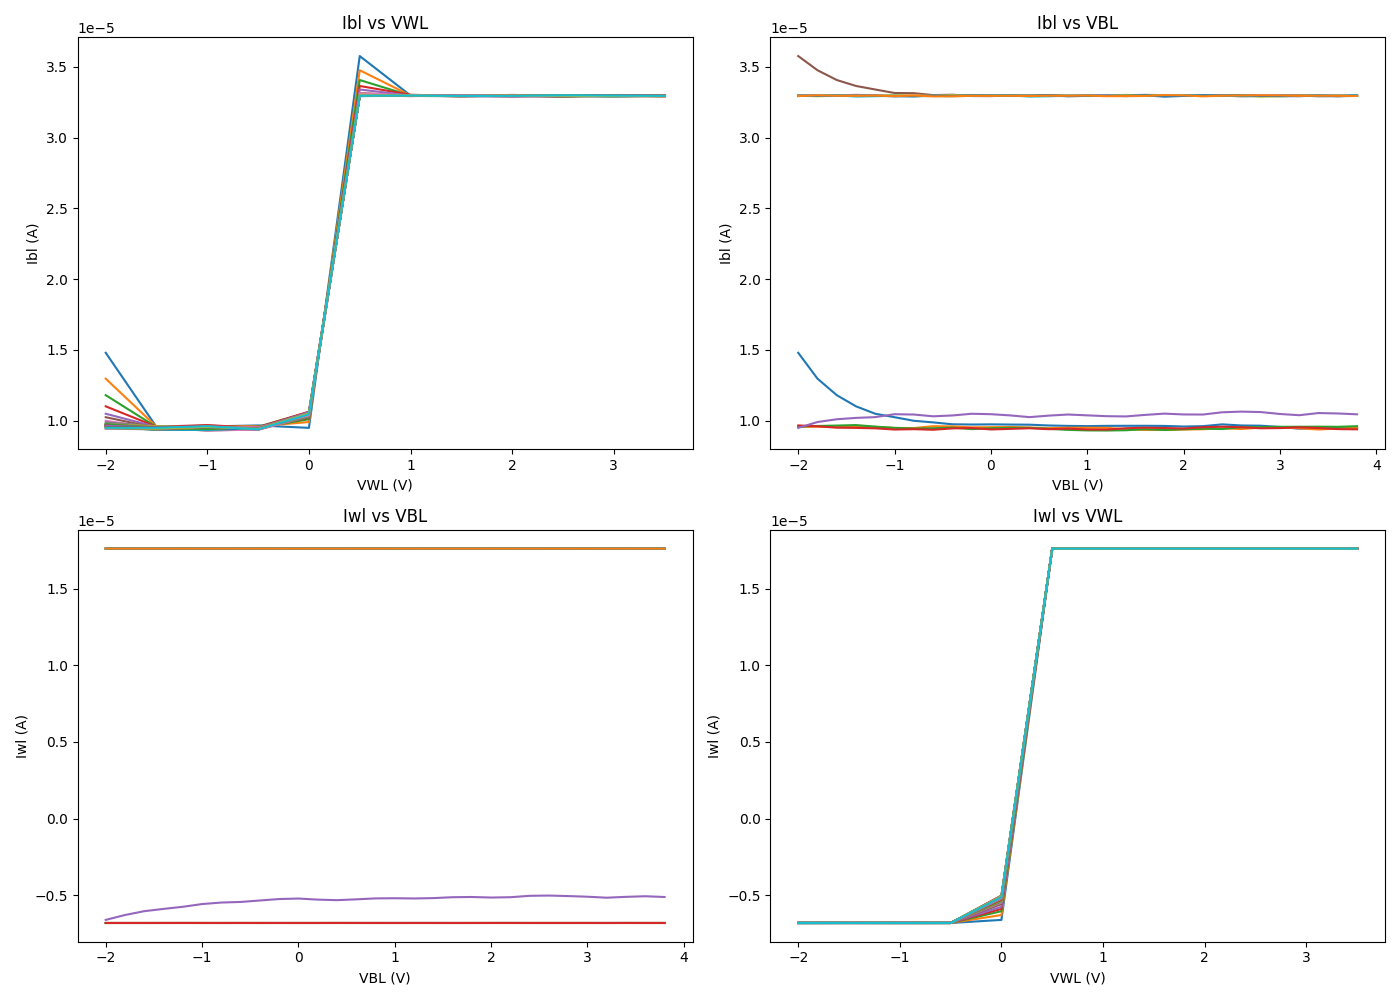 Ibl vs VWL
1e−5
Ibl (A)
3.5
3.0
2.5
2.0
1.5
1.0
−2 −1 0 1 2 3
VWL (V)
Ibl vs VBL
1e−5
Ibl (A)
3.5
3.0
2.5
2.0
1.5
1.0
−2 −1 0 1 2 3 4
VBL (V)
Iwl vs VBL
1e−5
Iwl (A)
1.5
1.0
0.5
0.0
−0.5
−2 −1 0 1 2 3 4
VBL (V)
Iwl vs VWL
1e−5
Iwl (A)
1.5
1.0
0.5
0.0
−0.5
−2 −1 0 1 2 3
VWL (V)